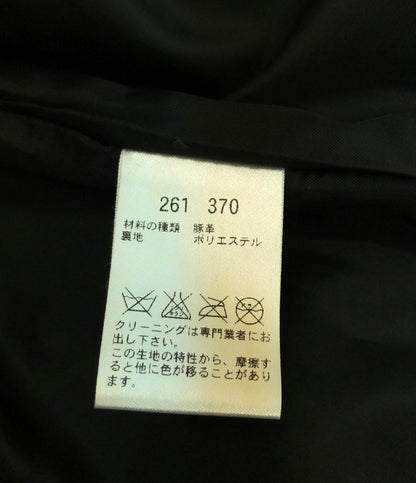 261 370
材料の種類 豚革
裏地 ポリエステル
クリーニングは専門業者にお
出し下さい。
この生地の特性から、摩擦す
ると他に色が移ることがあり
ます。